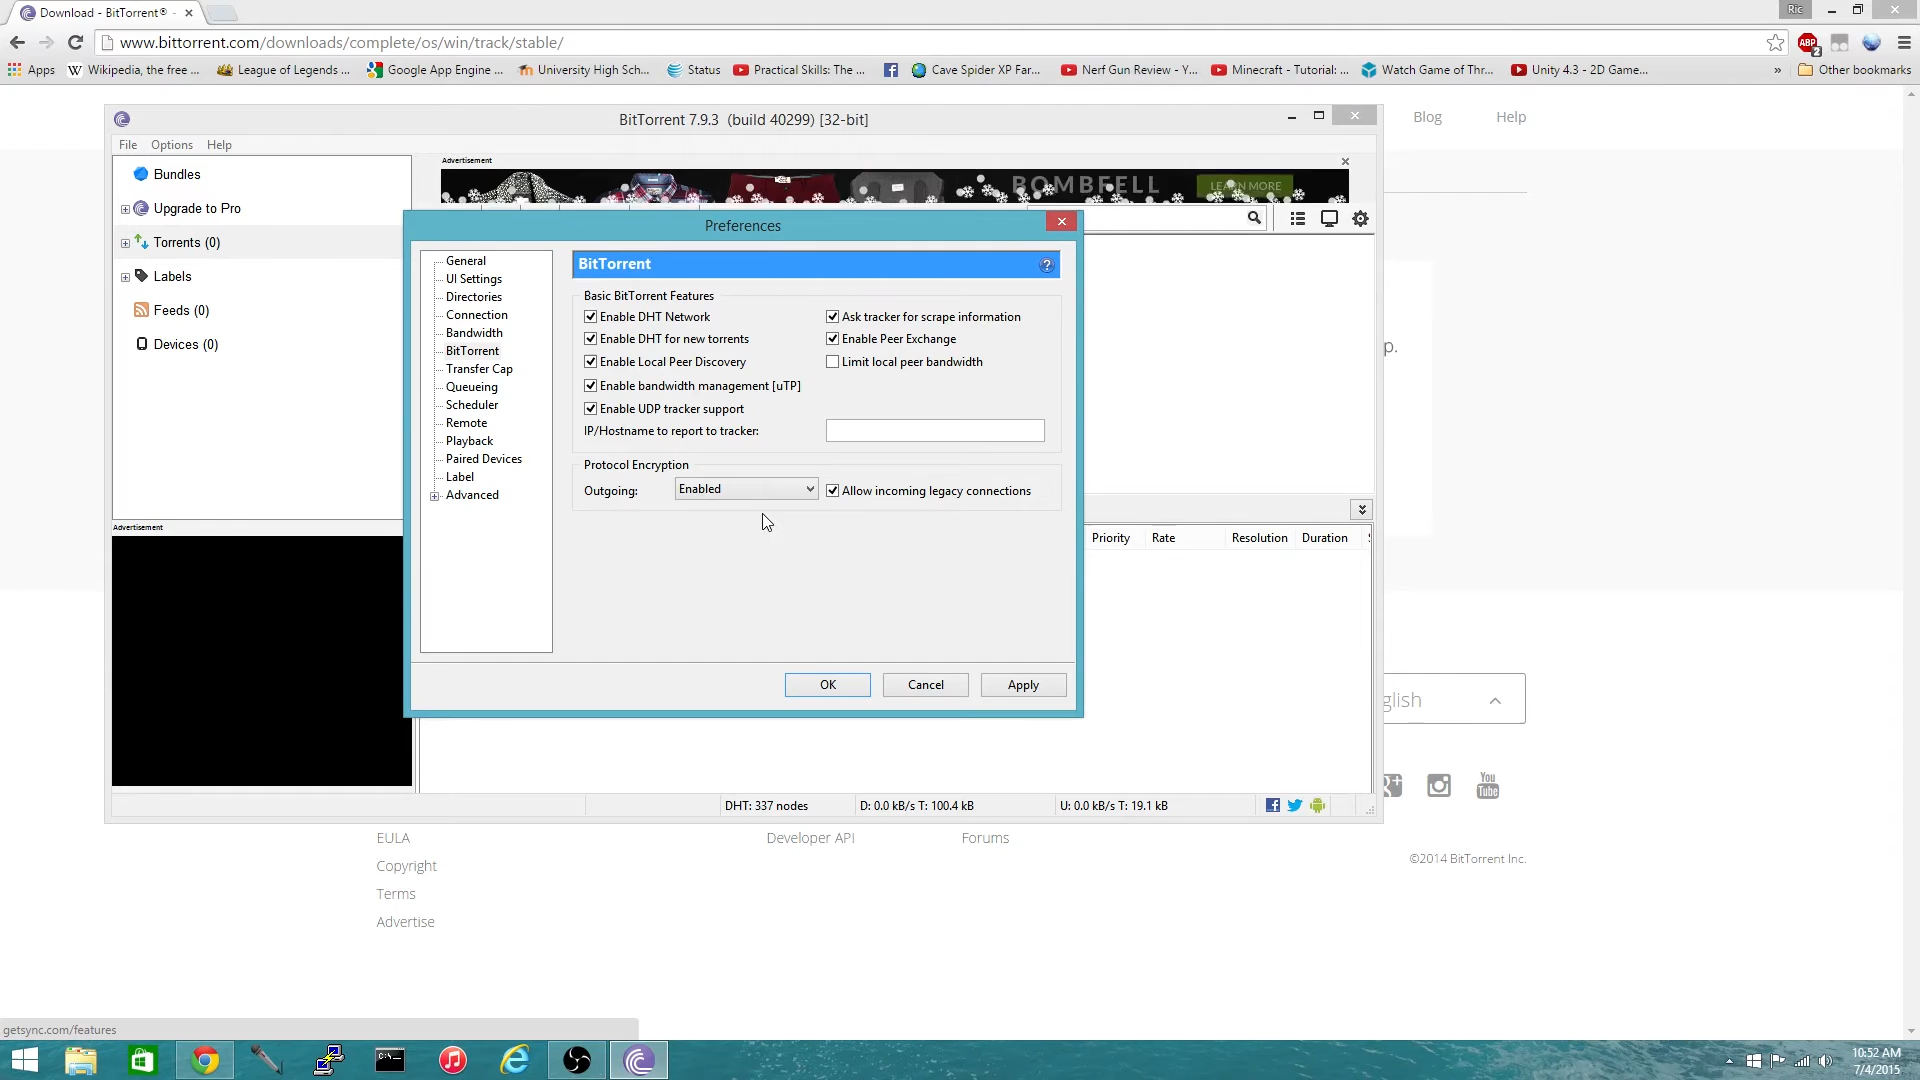 Download - BitTorrent® -
Ric
www.bittorrent.com/downloads/complete/os/win/track/stable/
ABP
2
Apps
Wikipedia, the free ...
League of Legends ...
Google App Engine ...
University High Sch...
Status
Practical Skills: The ...
Cave Spider XP Far...
Nerf Gun Review - Y...
Minecraft - Tutorial: ...
Watch Game of Thr...
Unity 4.3 - 2D Game...
»
Other bookmarks
Blog
Help
BitTorrent 7.9.3 (build 40299) [32-bit]
File
Options
Help
Bundles
Upgrade to Pro
Torrents (0)
Labels
Feeds (0)
Devices (0)
Advertisement
BOMBFELL
LEARN MORE
Preferences
General
UI Settings
Directories
Connection
Bandwidth
BitTorrent
Transfer Cap
Queueing
Scheduler
Remote
Playback
Paired Devices
Label
Advanced
BitTorrent
Basic BitTorrent Features
Enable DHT Network
Ask tracker for scrape information
Enable DHT for new torrents
Enable Peer Exchange
Enable Local Peer Discovery
Limit local peer bandwidth
Enable bandwidth management [uTP]
Enable UDP tracker support
IP/Hostname to report to tracker:
Protocol Encryption
Outgoing:
Enabled
Allow incoming legacy connections
OK
Cancel
Apply
p.
Advertisement
Priority
Rate
Resolution
Duration
glish
DHT: 337 nodes
D: 0.0 kB/s T: 100.4 kB
U: 0.0 kB/s T: 19.1 kB
You
Tube
EULA
Developer API
Forums
Copyright
©2014 BitTorrent Inc.
Terms
Advertise
getsync.com/features
10:52 AM
7/4/2015